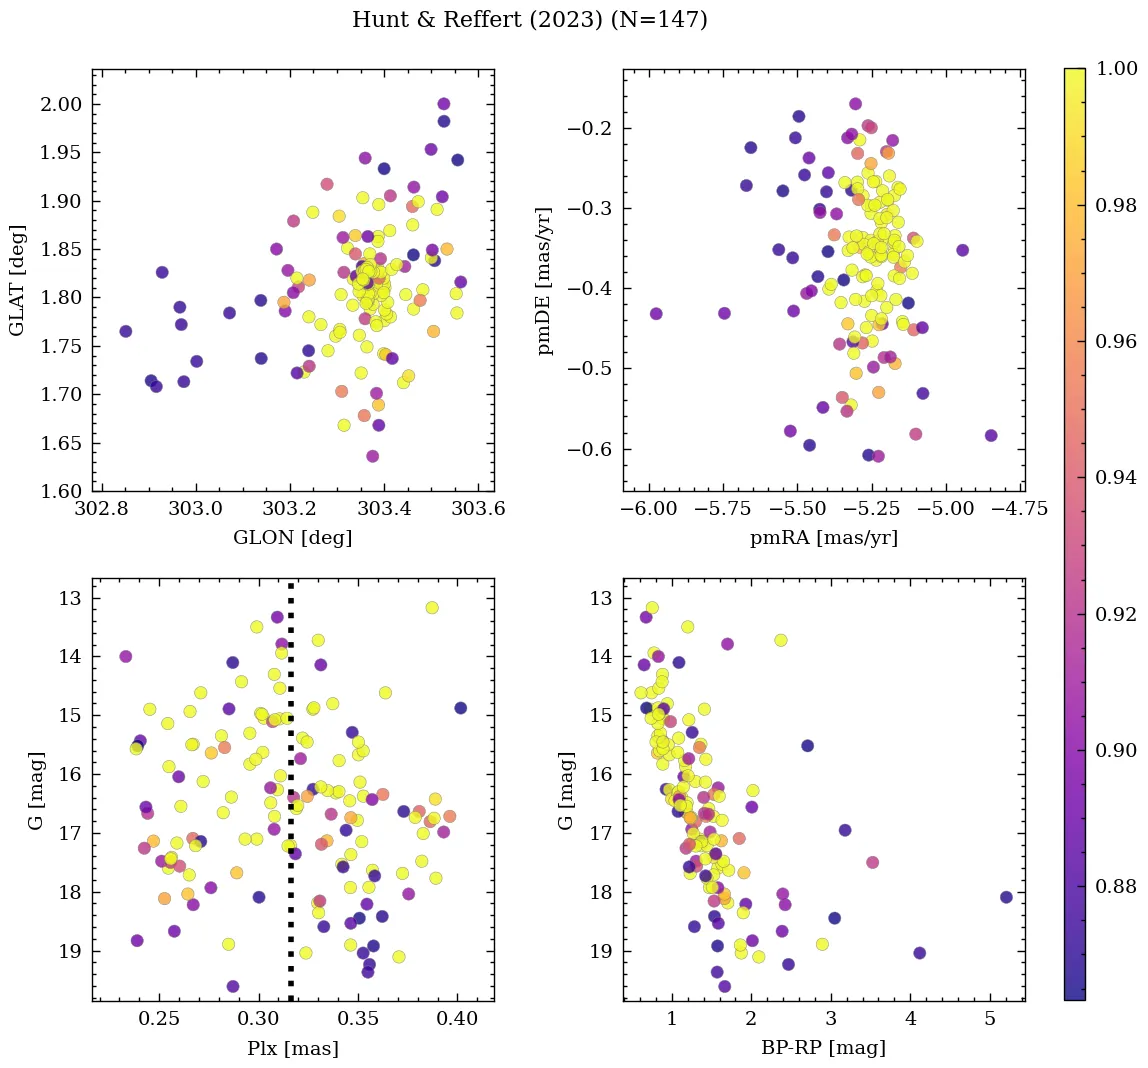 Hunt & Reffert (2023) (N=147)
2.00
1.95
1.90
1.85
1.80
1.75
1.70
1.65
1.60
GLAT [deg]
302.8 303.0 303.2 303.4 303.6
GLON [deg]
−0.2
−0.3
−0.4
−0.5
−0.6
pmDE [mas/yr]
−6.00 −5.75 −5.50 −5.25 −5.00 −4.75
pmRA [mas/yr]
1.00
0.98
0.96
0.94
0.92
0.90
0.88
13
14
15
16
17
18
19
G [mag]
0.25 0.30 0.35 0.40
Plx [mas]
13
14
15
16
17
18
19
G [mag]
1 2 3 4 5
BP-RP [mag]